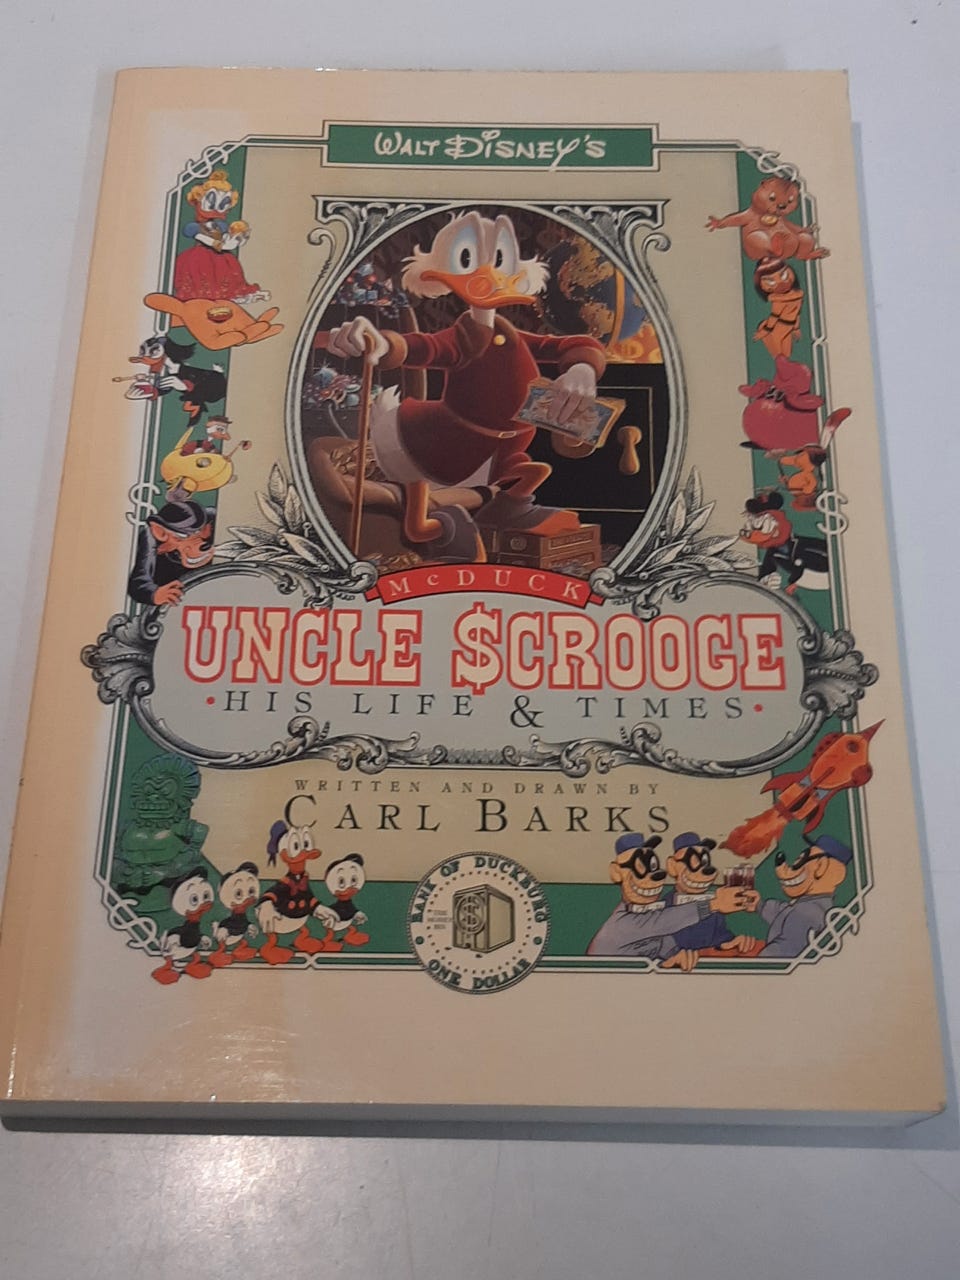 WALT DISNEY'S
McDUCK
UNCLE $CROOGE
• HIS LIFE & TIMES •
WRITTEN AND DRAWN BY
CARL BARKS
BANK OF DUCKBURG
ONE DOLLAR